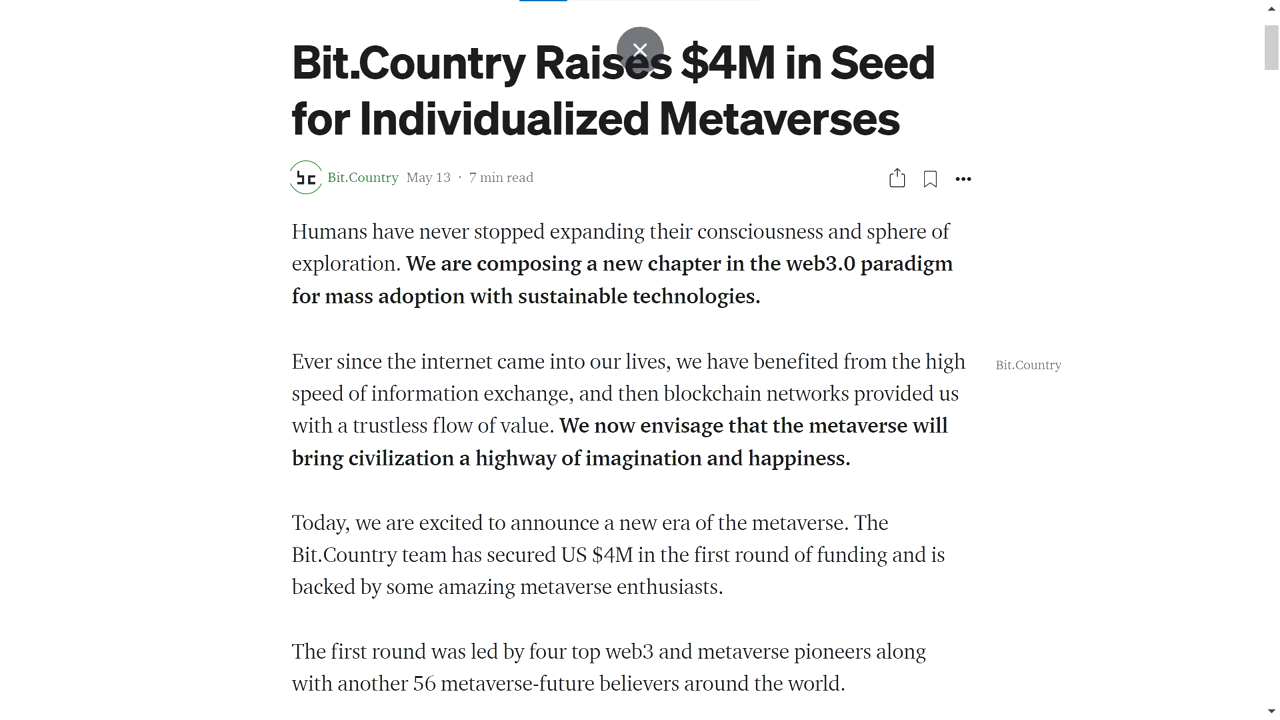 Bit.Country Raises $4M in Seed
for Individualized Metaverses
bc Bit.Country May 13 · 7 min read
Humans have never stopped expanding their consciousness and sphere of
exploration. We are composing a new chapter in the web3.0 paradigm
for mass adoption with sustainable technologies.
Ever since the internet came into our lives, we have benefited from the high
speed of information exchange, and then blockchain networks provided us
with a trustless flow of value. We now envisage that the metaverse will
bring civilization a highway of imagination and happiness.
Bit.Country
Today, we are excited to announce a new era of the metaverse. The
Bit.Country team has secured US $4M in the first round of funding and is
backed by some amazing metaverse enthusiasts.
The first round was led by four top web3 and metaverse pioneers along
with another 56 metaverse-future believers around the world.